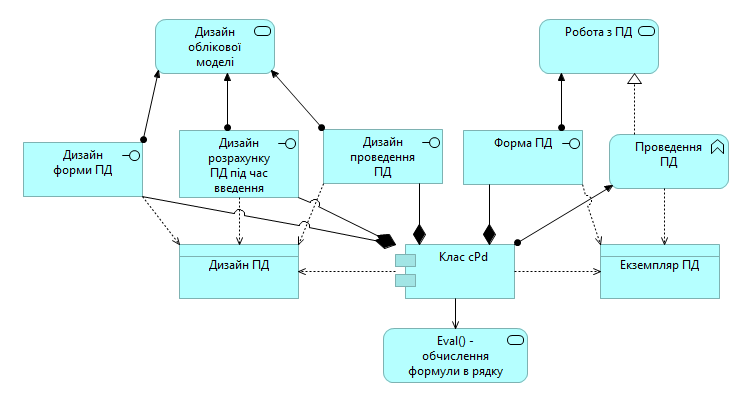 Дизайн
облікової
моделі
Робота з ПД
Дизайн
форми ПД
Дизайн
розрахунку
ПД під час
введення
Дизайн
проведення
ПД
Форма ПД
Проведення
ПД
Дизайн ПД
Клас cPd
Екземпляр ПД
Eval() -
обчислення
формули в рядку